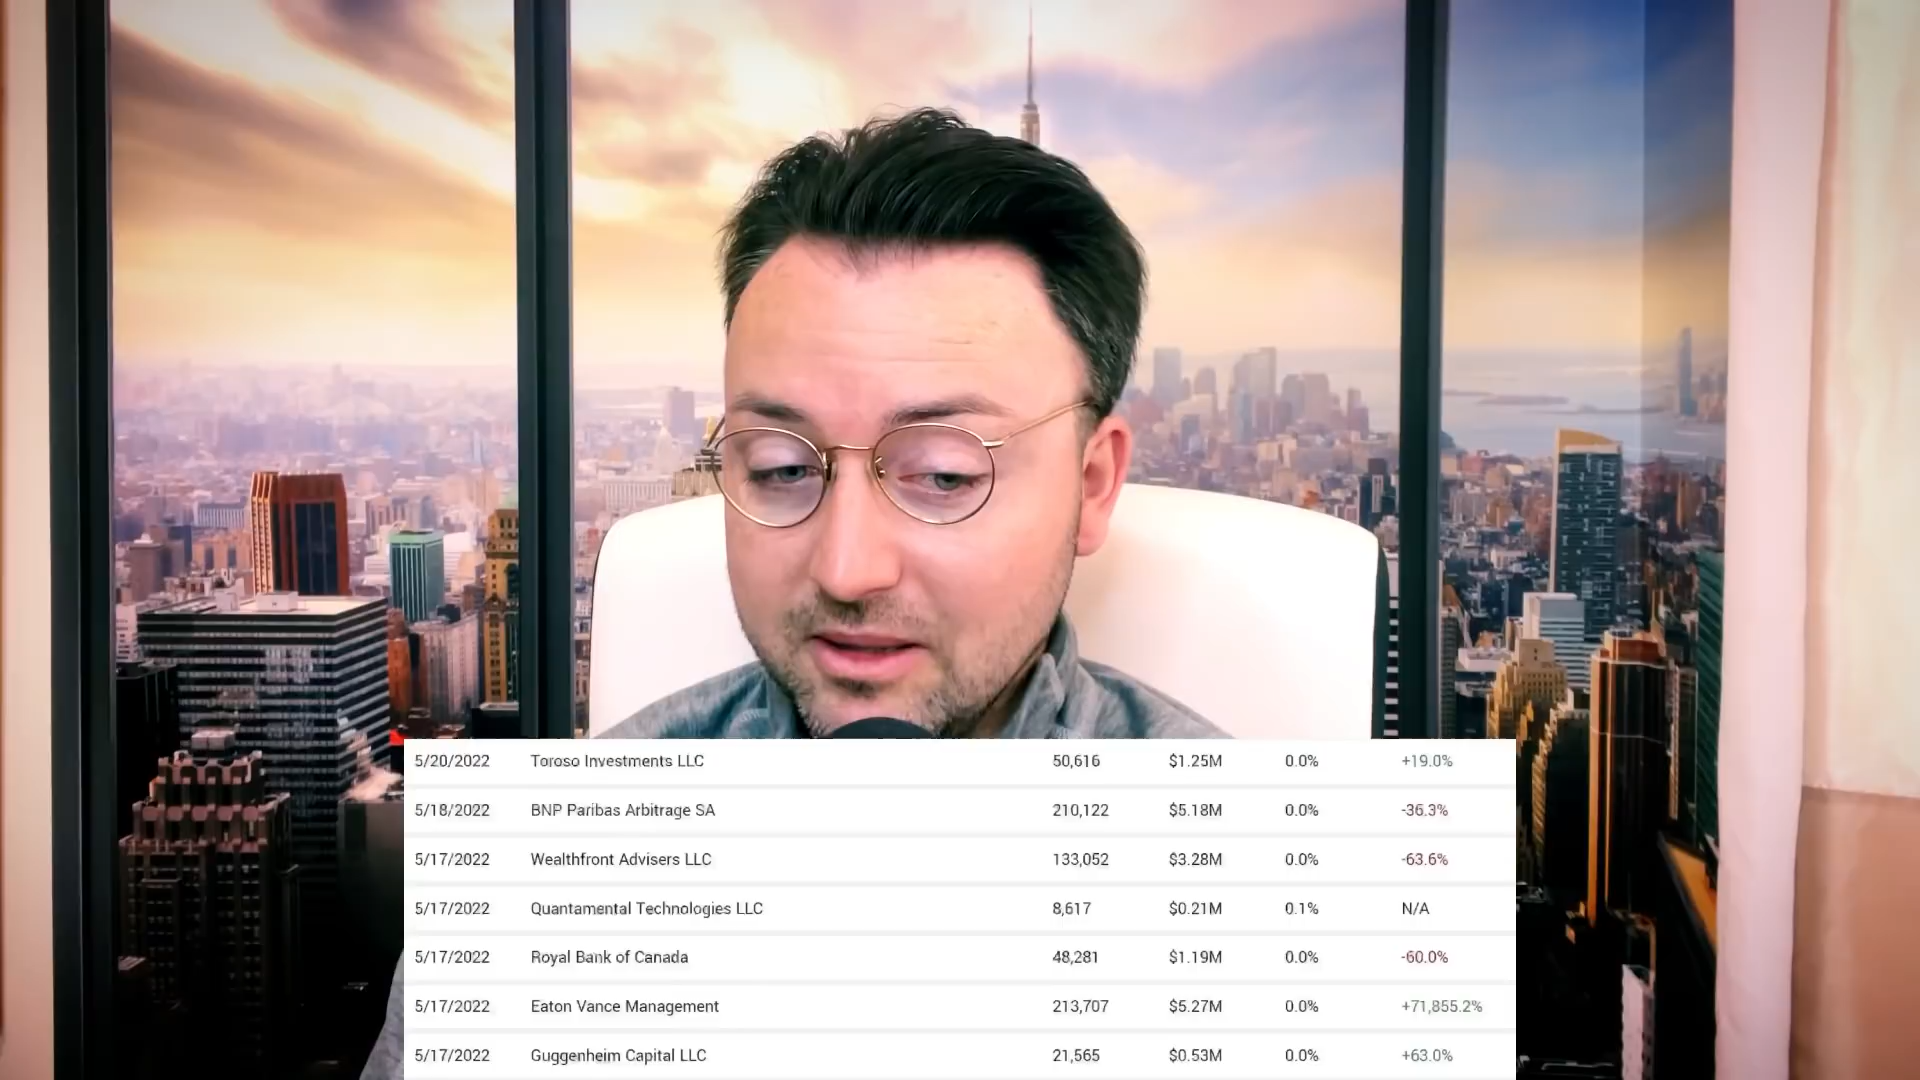 5/20/2022 Toroso Investments LLC 50,616 $1.25M 0.0% +19.0%
5/18/2022 BNP Paribas Arbitrage SA 210,122 $5.18M 0.0% -36.3%
5/17/2022 Wealthfront Advisers LLC 133,052 $3.28M 0.0% -63.6%
5/17/2022 Quantamental Technologies LLC 8,617 $0.21M 0.1% N/A
5/17/2022 Royal Bank of Canada 48,281 $1.19M 0.0% -60.0%
5/17/2022 Eaton Vance Management 213,707 $5.27M 0.0% +71,855.2%
5/17/2022 Guggenheim Capital LLC 21,565 $0.53M 0.0% +63.0%